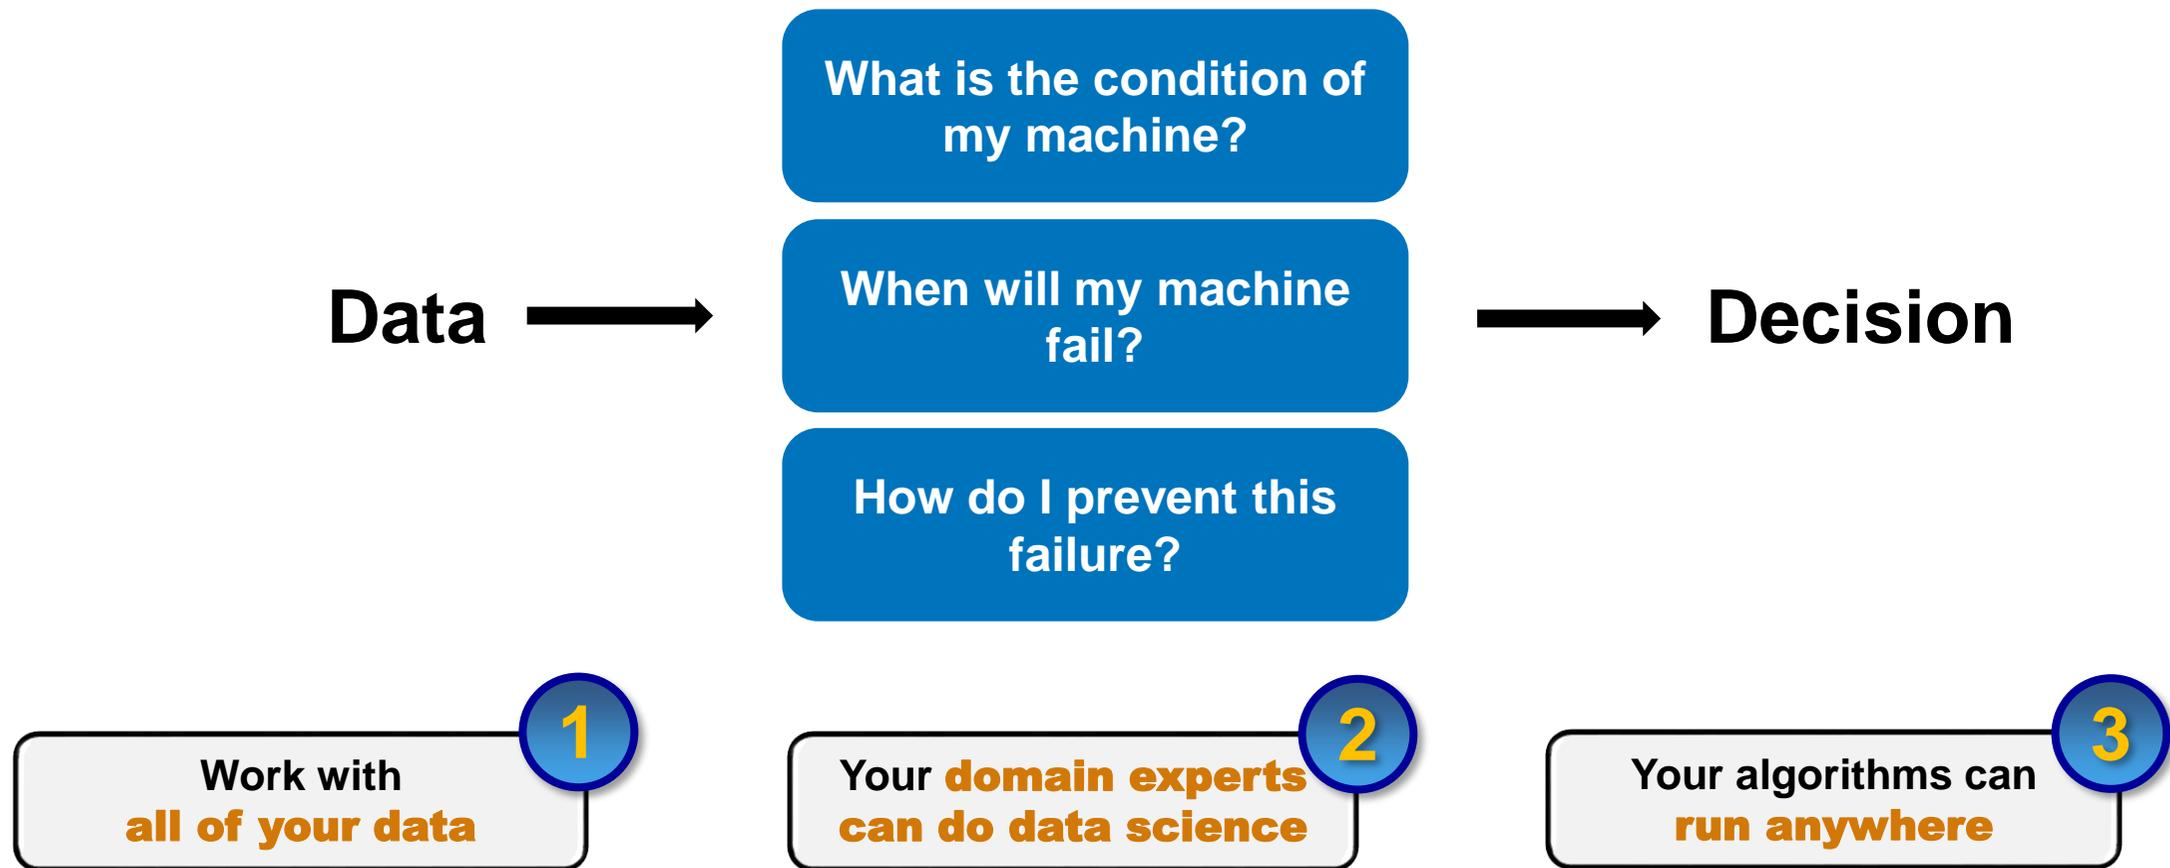 What is the condition of
my machine?
When will my machine
fail?
Data
Decision
How do I prevent this
failure?
1
Work with
all of your data
2
Your domain experts
can do data science
3
Your algorithms can
run anywhere